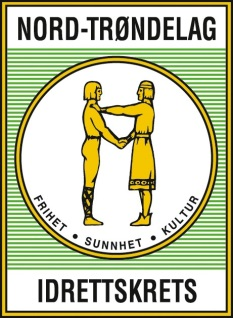 NORD-TRØNDELAG
FRIHET • SUNNHET • KULTUR
IDRETTSKRETS